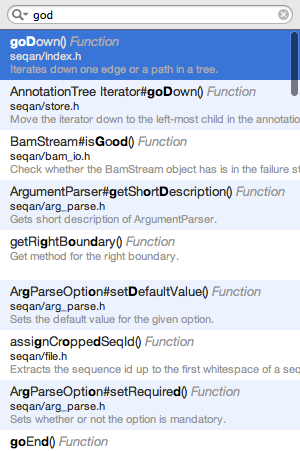 god
goDown() Function
seqan/index.h
Iterates down one edge or a path in a tree.
AnnotationTree Iterator#goDown() Function
seqan/store.h
Move the iterator down to the left-most child in the annotation
BamStream#isGood() Function
seqan/bam_io.h
Check whether the BamStream object has is in the failure st
ArgumentParser#getShortDescription() Function
seqan/arg_parse.h
Gets short description of ArgumentParser.
getRightBoundary() Function
Get method for the right boundary.
ArgParseOption#setDefaultValue() Function
seqan/arg_parse.h
Sets the default value for the given option.
assignCroppedSeqId() Function
seqan/file.h
Extracts the sequence id up to the first whitespace of a seq
ArgParseOption#setRequired() Function
seqan/arg_parse.h
Sets whether or not the option is mandatory.
goEnd() Function